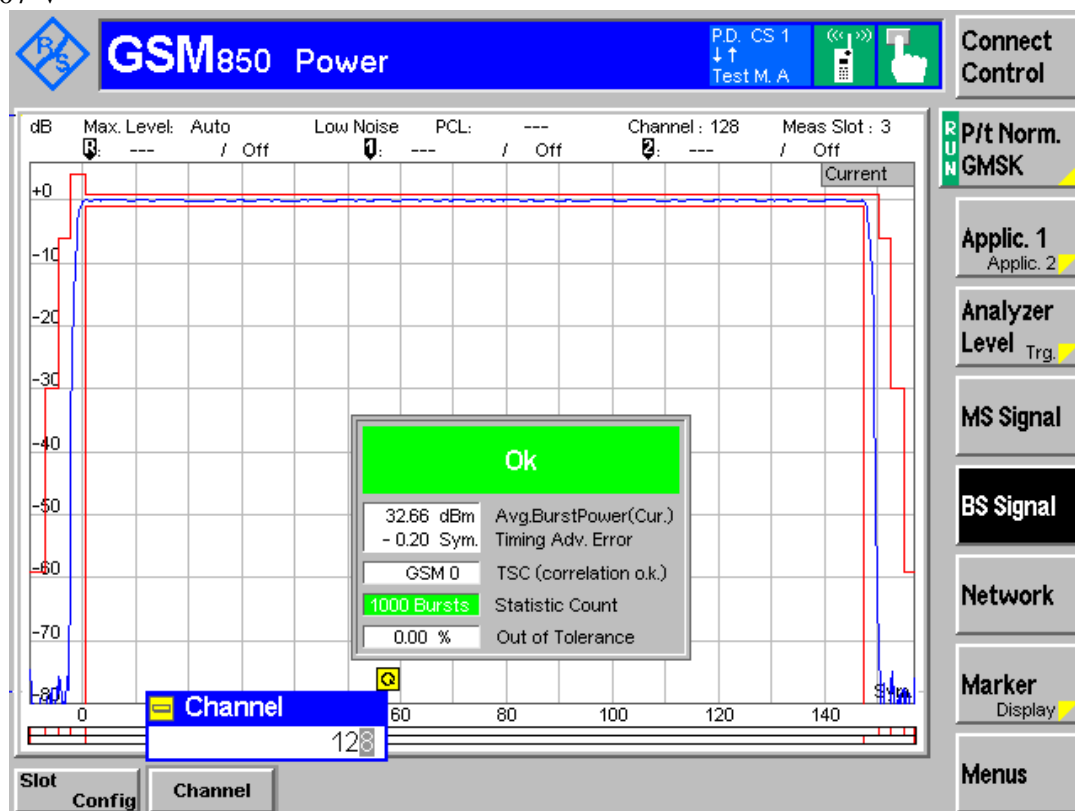 R/S
GSM850 Power
P.D. CS 1
↓↑
Test M. A
Connect
Control
dB Max. Level: Auto Low Noise PCL: --- Channel : 128 Meas Slot : 3
R: --- / Off 1: --- / Off 2: --- / Off
Current
RUN
P/t Norm.
GMSK
Applic. 1
Applic. 2
Analyzer
Level Trg.
MS Signal
BS Signal
Network
Marker
Display
Menus
+0
-10
-20
-30
-40
-50
-60
-70
-80
Ok
32.66 dBm Avg.BurstPower(Cur.)
- 0.20 Sym. Timing Adv. Error
GSM 0 TSC (correlation o.k.)
1000 Bursts Statistic Count
0.00 % Out of Tolerance
Sym.
0 60 80 100 120 140
Channel
128
Slot
Config
Channel